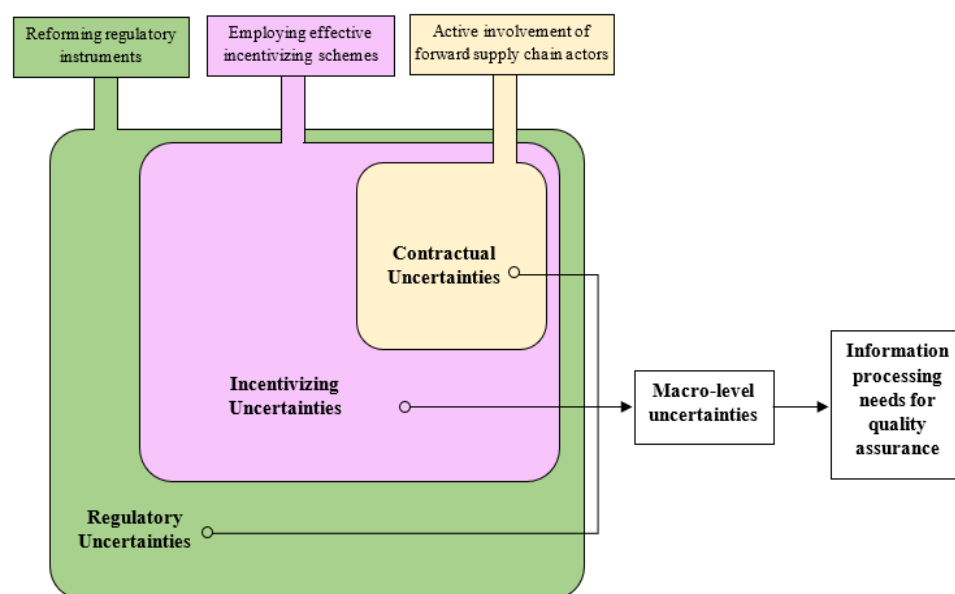 Reforming regulatory
instruments
Employing effective
incentivizing schemes
Active involvement of
forward supply chain actors
Contractual
Uncertainties
Incentivizing
Uncertainties
Regulatory
Uncertainties
Macro-level
uncertainties
Information
processing
needs for
quality
assurance